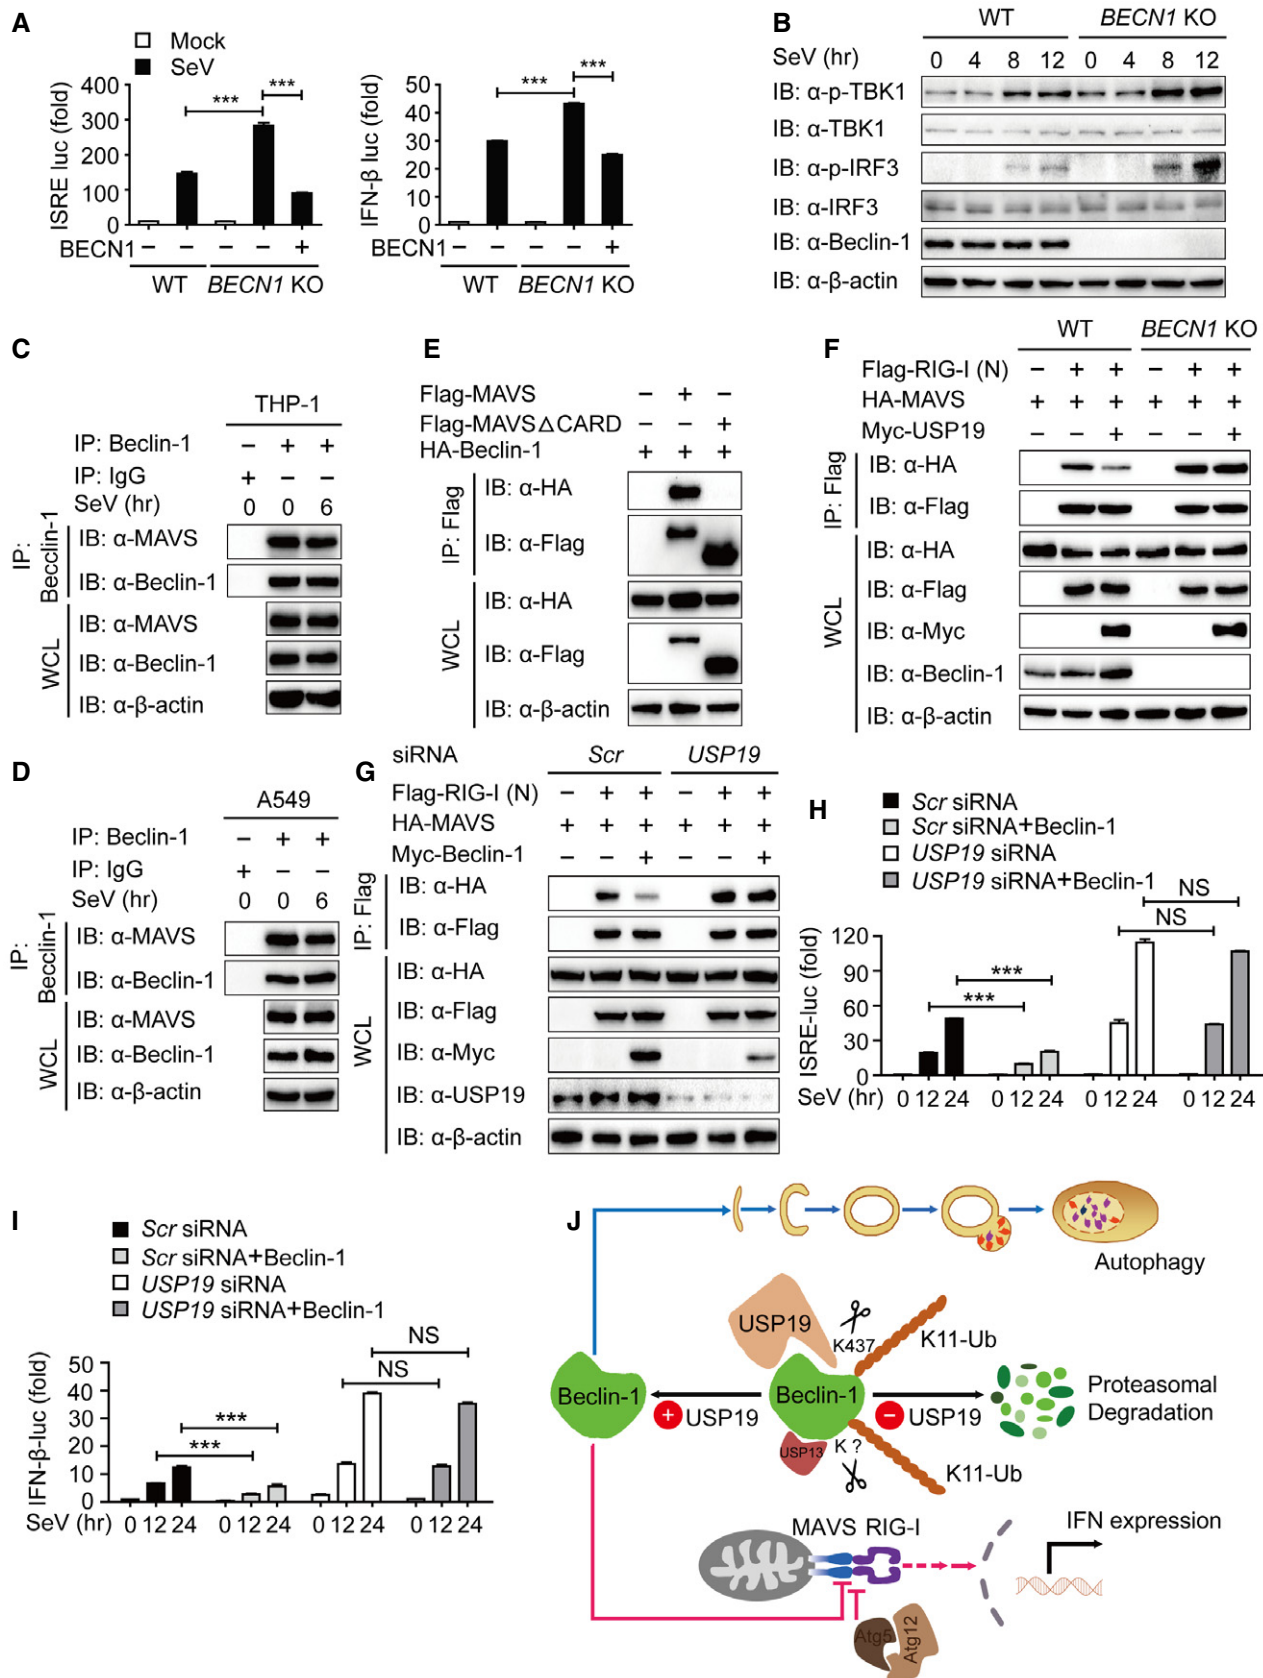 A
Mock
SeV
ISRE luc (fold)
400
300
200
100
0
***
***
BECN1
− − − − +
WT
BECN1 KO
IFN-β luc (fold)
50
40
30
20
10
0
***
***
BECN1
− − − − +
WT
BECN1 KO
B
WT
BECN1 KO
SeV (hr) 0 4 8 12 0 4 8 12
IB: α-p-TBK1
IB: α-TBK1
IB: α-p-IRF3
IB: α-IRF3
IB: α-Beclin-1
IB: α-β-actin
C
THP-1
IP: Beclin-1 − + +
IP: IgG + − −
SeV (hr) 0 0 6
IP: Becclin-1
IB: α-MAVS
IB: α-Beclin-1
WCL
IB: α-MAVS
IB: α-Beclin-1
IB: α-β-actin
E
Flag-MAVS − + −
Flag-MAVS△CARD − − +
HA-Beclin-1 + + +
IP: Flag
IB: α-HA
IB: α-Flag
WCL
IB: α-HA
IB: α-Flag
IB: α-β-actin
F
WT
BECN1 KO
Flag-RIG-I (N) − + + − + +
HA-MAVS + + + + + +
Myc-USP19 − − + − − +
IP: Flag
IB: α-HA
IB: α-Flag
WCL
IB: α-HA
IB: α-Flag
IB: α-Myc
IB: α-Beclin-1
IB: α-β-actin
D
A549
IP: Beclin-1 − + +
IP: IgG + − −
SeV (hr) 0 0 6
IP: Becclin-1
IB: α-MAVS
IB: α-Beclin-1
WCL
IB: α-MAVS
IB: α-Beclin-1
IB: α-β-actin
G
siRNA
Scr
USP19
Flag-RIG-I (N) − + + − + +
HA-MAVS + + + + + +
Myc-Beclin-1 − − + − − +
IP: Flag
IB: α-HA
IB: α-Flag
WCL
IB: α-HA
IB: α-Flag
IB: α-Myc
IB: α-USP19
IB: α-β-actin
H
Scr siRNA
Scr siRNA+Beclin-1
USP19 siRNA
USP19 siRNA+Beclin-1
ISRE-luc (fold)
120
90
60
30
0
***
***
NS
NS
SeV (hr) 0 12 24 0 12 24 0 12 24 0 12 24
I
Scr siRNA
Scr siRNA+Beclin-1
USP19 siRNA
USP19 siRNA+Beclin-1
IFN-β-luc (fold)
50
40
30
20
10
0
***
***
NS
NS
SeV (hr) 0 12 24 0 12 24 0 12 24 0 12 24
J
Autophagy
USP19
K437
K11-Ub
Beclin-1
+
USP19
Beclin-1
−
USP19
Proteasomal
Degradation
USP13
K ?
K11-Ub
MAVS RIG-I
IFN expression
Atg5
Atg12